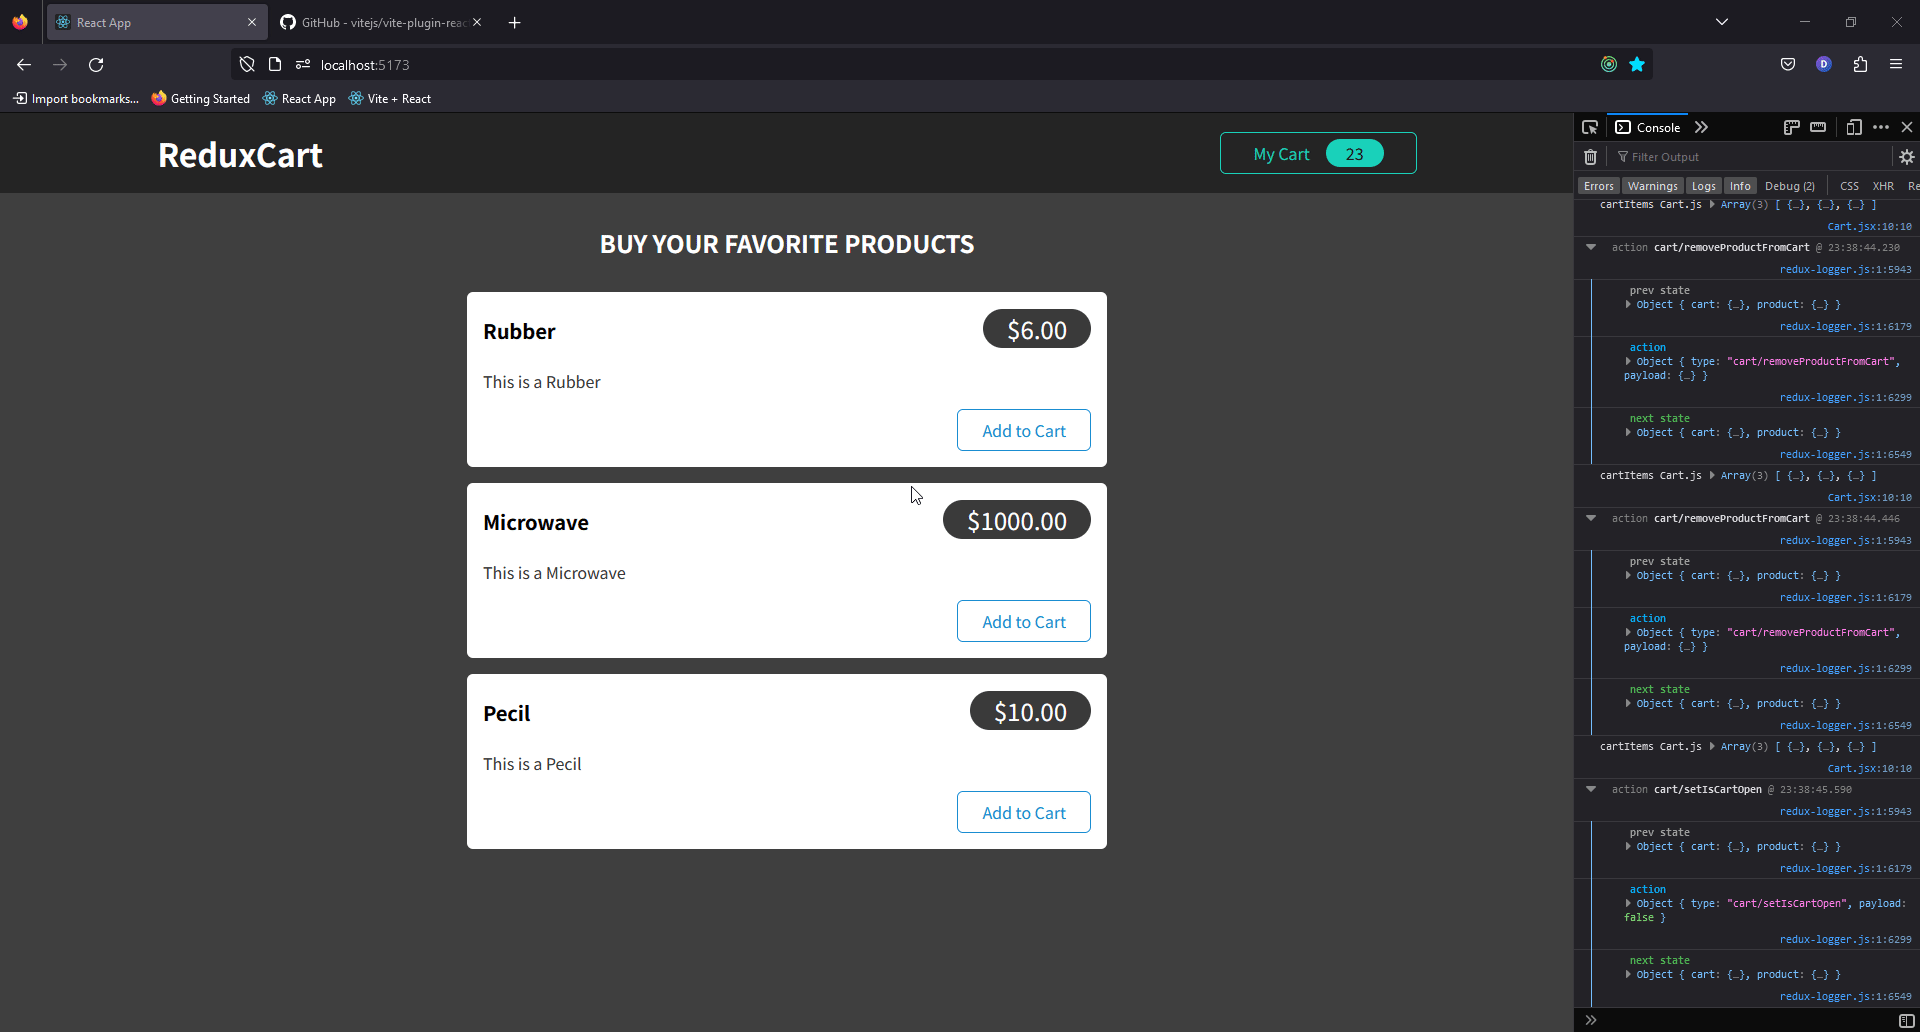 React App
GitHub - vitejs/vite-plugin-reac
localhost:5173
D
Import bookmarks...
Getting Started
React App
Vite + React
ReduxCart
My Cart 23
BUY YOUR FAVORITE PRODUCTS
Rubber
$6.00
This is a Rubber
Add to Cart
Microwave
$1000.00
This is a Microwave
Add to Cart
Pecil
$10.00
This is a Pecil
Add to Cart
Console
Filter Output
Errors Warnings Logs Info Debug (2) CSS XHR Re
cartItems Cart.js Array(3) [ {…}, {…}, {…} ]
Cart.jsx:10:10
action cart/removeProductFromCart @ 23:38:44.230
redux-logger.js:1:5943
prev state
Object { cart: {…}, product: {…} }
redux-logger.js:1:6179
action
Object { type: "cart/removeProductFromCart",
payload: {…} }
redux-logger.js:1:6299
next state
Object { cart: {…}, product: {…} }
redux-logger.js:1:6549
cartItems Cart.js Array(3) [ {…}, {…}, {…} ]
Cart.jsx:10:10
action cart/removeProductFromCart @ 23:38:44.446
redux-logger.js:1:5943
prev state
Object { cart: {…}, product: {…} }
redux-logger.js:1:6179
action
Object { type: "cart/removeProductFromCart",
payload: {…} }
redux-logger.js:1:6299
next state
Object { cart: {…}, product: {…} }
redux-logger.js:1:6549
cartItems Cart.js Array(3) [ {…}, {…}, {…} ]
Cart.jsx:10:10
action cart/setIsCartOpen @ 23:38:45.590
redux-logger.js:1:5943
prev state
Object { cart: {…}, product: {…} }
redux-logger.js:1:6179
action
Object { type: "cart/setIsCartOpen", payload:
false }
redux-logger.js:1:6299
next state
Object { cart: {…}, product: {…} }
redux-logger.js:1:6549